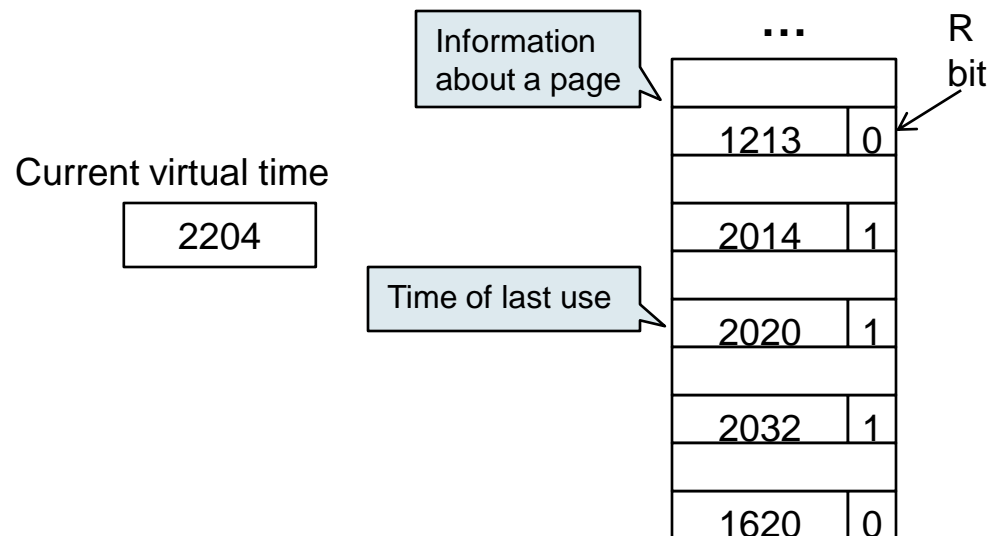 Information
about a page
...
R
bit
1213 0
Current virtual time
2204
2014 1
Time of last use
2020 1
2032 1
1620 0